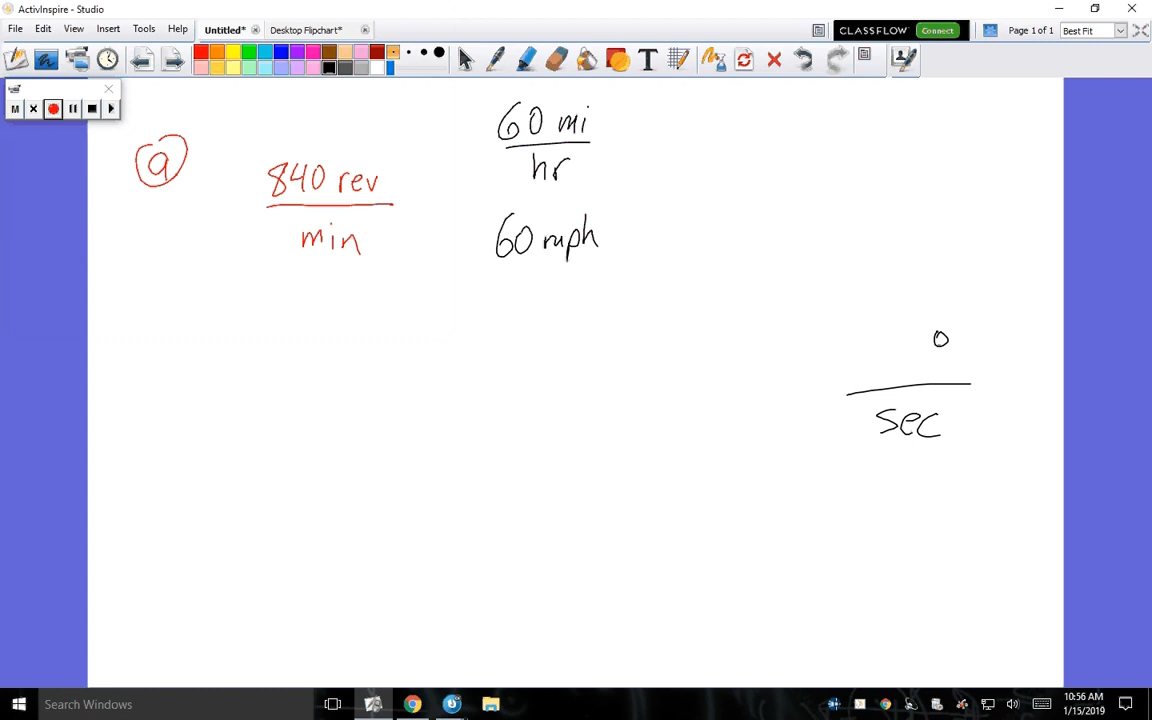 ActivInspire - Studio
File Edit View Insert Tools Help Untitled* Desktop Flipchart* CLASSFLOW Connect Page 1 of 1 Best Fit
M
a
840 rev
min
60 mi
hr
60 mph
o
sec
Search Windows
10:56 AM
1/15/2019